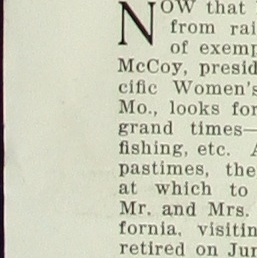 NOW that
from rai
of exemp
McCoy, presid
cific Women's
Mo., looks for
grand times—
fishing, etc. A
pastimes, the
at which to
Mr. and Mrs.
fornia, visitin
retired on Jun